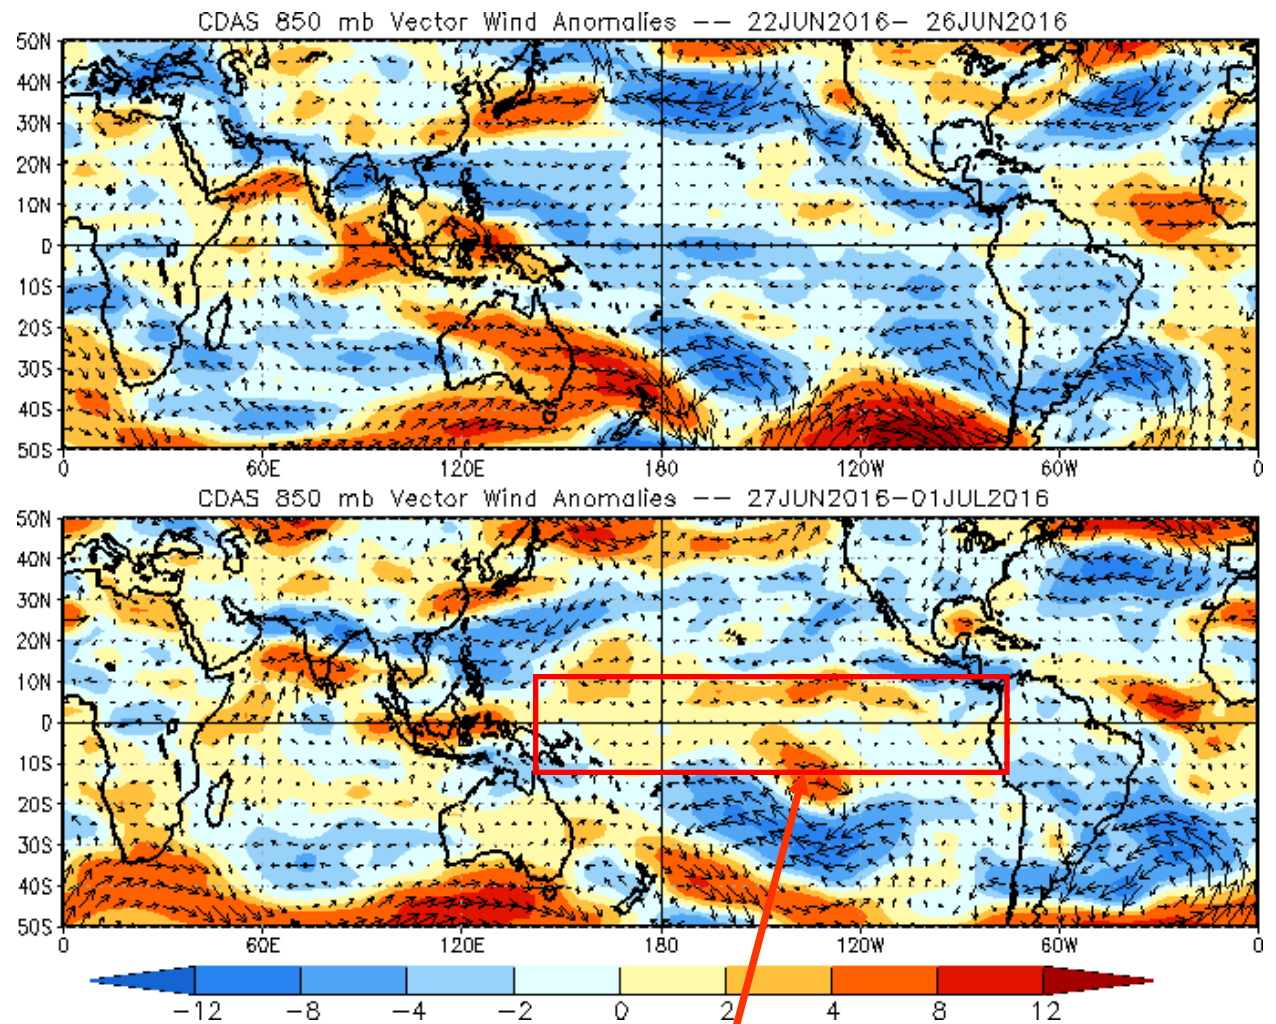 CDAS 850 mb Vector Wind Anomalies -- 22JUN2016- 26JUN2016
50N
40N
30N
20N
10N
0
10S
20S
30S
40S
50S
0 60E 120E 180 120W 60W 0
CDAS 850 mb Vector Wind Anomalies -- 27JUN2016-01JUL2016
50N
40N
30N
20N
10N
0
10S
20S
30S
40S
50S
0 60E 120E 180 120W 60W 0
-12 -8 -4 -2 0 2 4 8 12